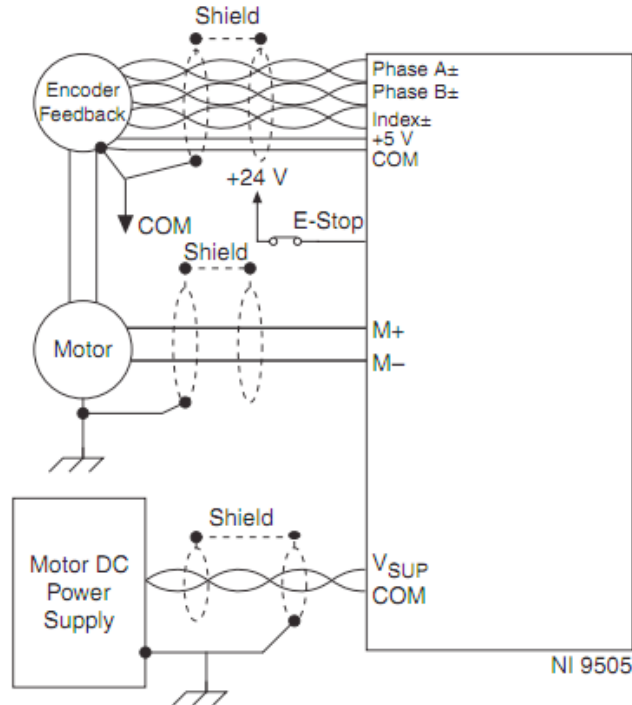 Shield
Encoder
Feedback
Phase A±
Phase B±
Index±
+5 V
COM
+24 V
E-Stop
COM
Shield
Motor
M+
M−
Shield
Motor DC
Power
Supply
VSUP
COM
NI 9505